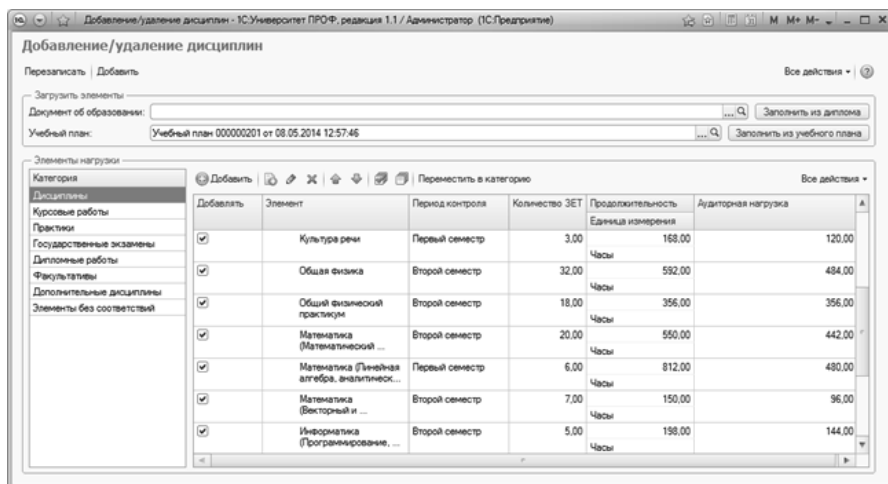 Добавление/удаление дисциплин - 1С:Университет ПРОФ, редакция 1.1 / Администратор (1С:Предприятие)
M M+ M-
Добавление/удаление дисциплин
Перезаписать Добавить Все действия
Загрузить элементы
Документ об образовании: ... Заполнить из диплома
Учебный план: Учебный план 000000201 от 08.05.2014 12:57:46 ... Заполнить из учебного плана
Элементы нагрузки
Категория
Дисциплины
Курсовые работы
Практики
Государственные экзамены
Дипломные работы
Факультативы
Дополнительные дисциплины
Элементы без соответствий
Добавить Переместить в категорию Все действия
Добавлять Элемент Период контроля Количество ЗЕТ Продолжительность Аудиторная нагрузка
Единица измерения
Культура речи Первый семестр 3,00 168,00 120,00
Часы
Общая физика Второй семестр 32,00 592,00 484,00
Часы
Общий физический Второй семестр 18,00 356,00 356,00
практикум Часы
Математика Второй семестр 20,00 550,00 442,00
(Математический ... Часы
Математика (Линейная Первый семестр 6,00 812,00 480,00
алгебра, аналитическ... Часы
Математика Второй семестр 7,00 150,00 96,00
(Векторный и ... Часы
Информатика Второй семестр 5,00 198,00 144,00
(Программирование, ... Часы